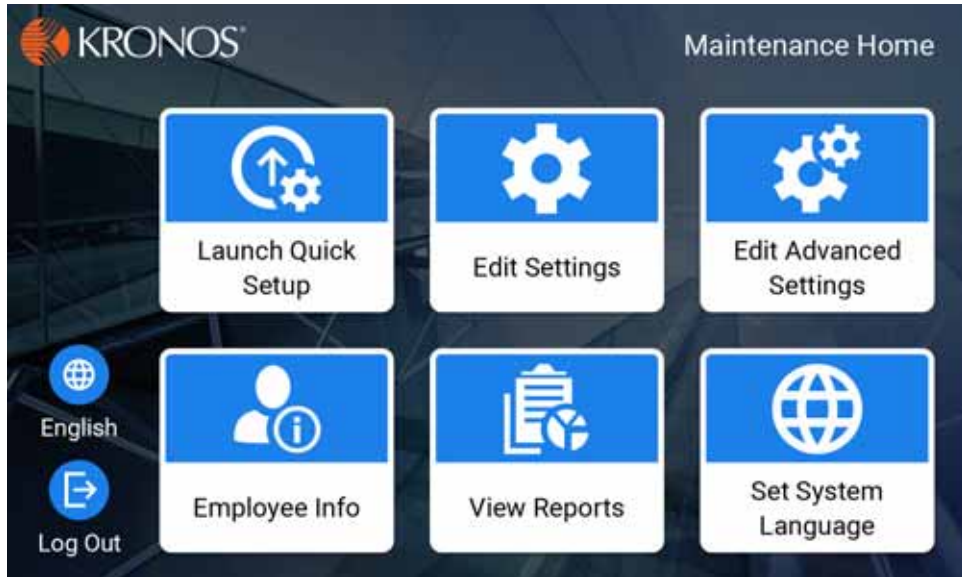 KRONOS
Maintenance Home
Launch Quick
Setup
Edit Settings
Edit Advanced
Settings
English
Log Out
Employee Info
View Reports
Set System
Language